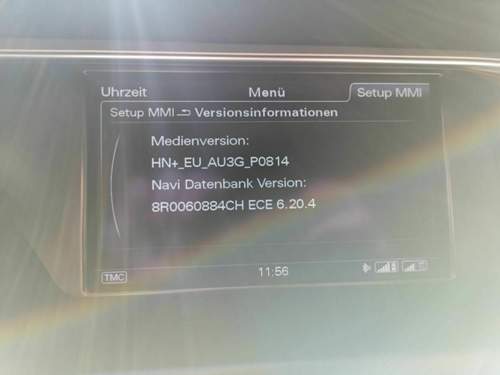 Uhrzeit Menü Setup MMI
Setup MMI Versionsinformationen
Medienversion:
HN+_EU_AU3G_P0814
Navi Datenbank Version:
8R0060884CH ECE 6.20.4
TMC 11:56